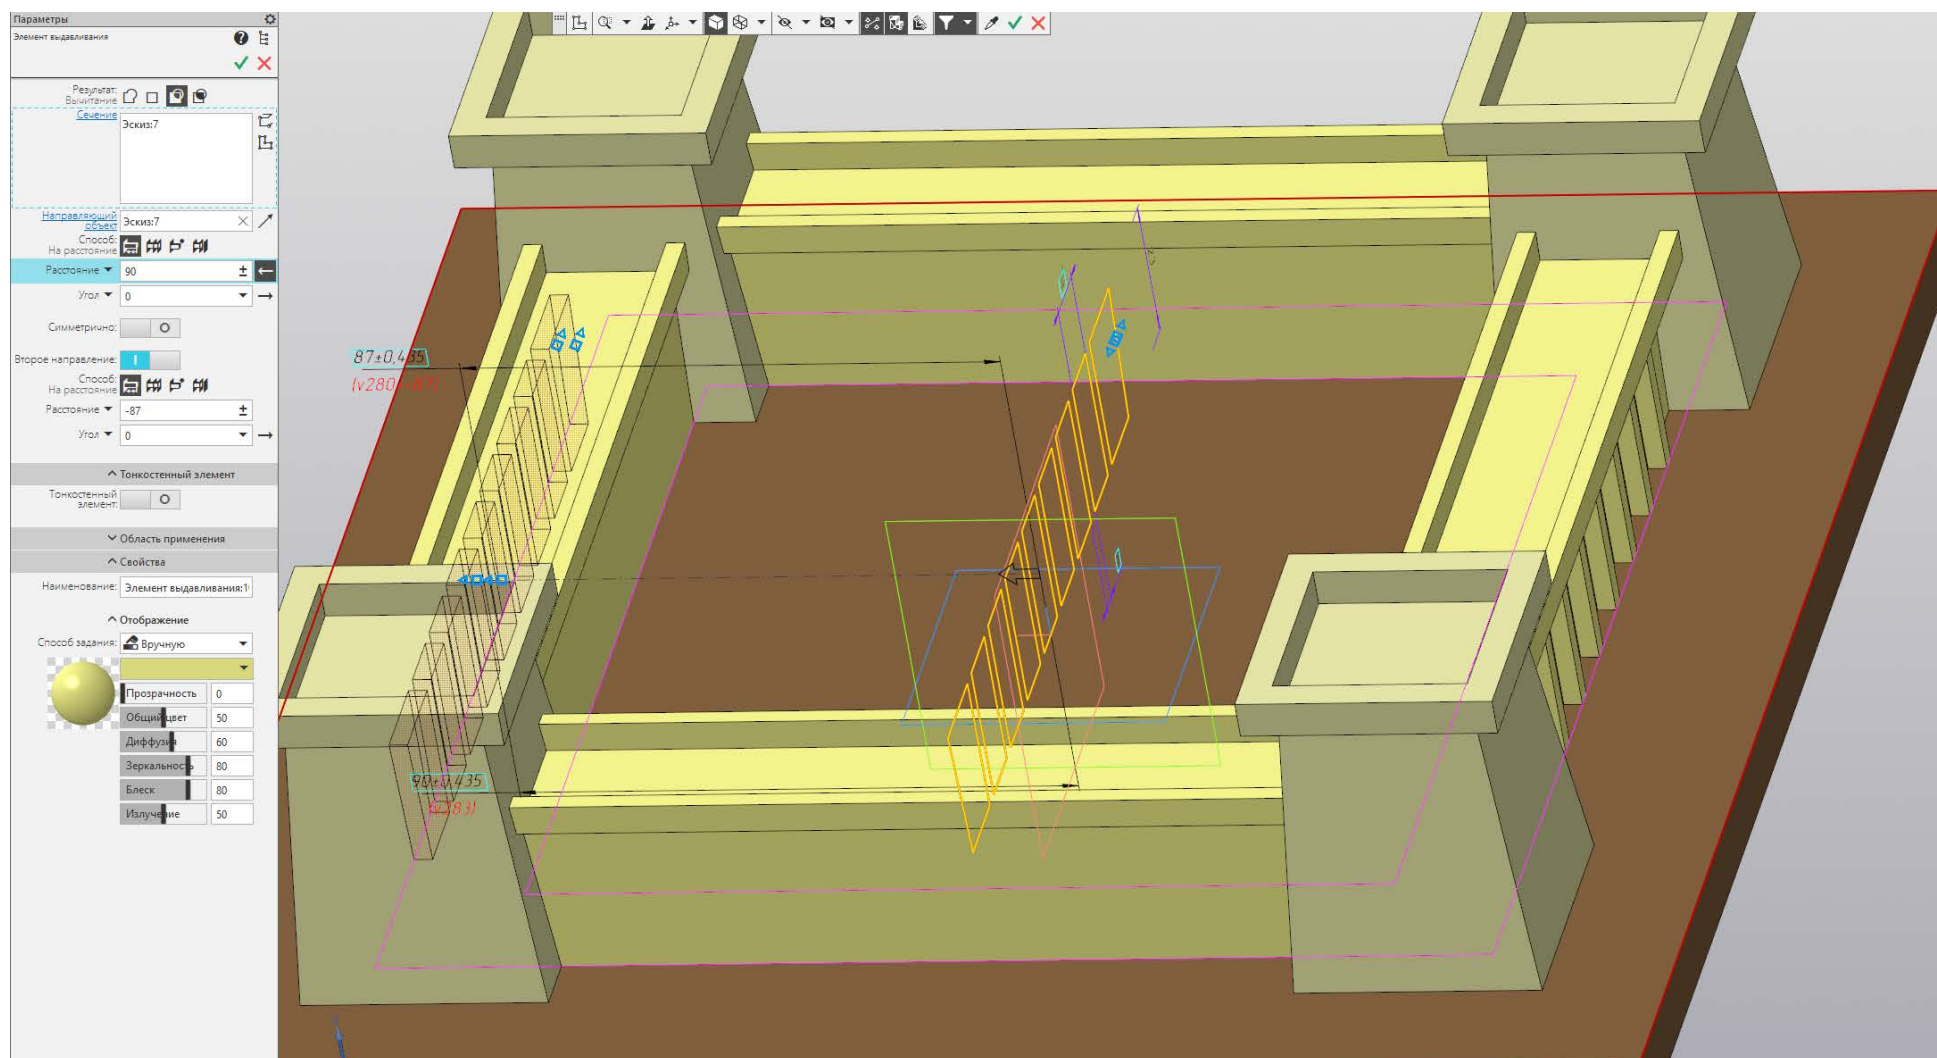 Параметры
Элемент выдавливания
Результат:
Вычитание
Сечение
Эскиз:7
Направляющий
объект
Эскиз:7
Способ:
На расстояние
Расстояние
90
Угол
0
Симметрично:
Второе направление:
Способ:
На расстояние
Расстояние
-87
Угол
0
Тонкостенный элемент
Тонкостенный
элемент:
Область применения
Свойства
Наименование:
Элемент выдавливания:1
Отображение
Способ задания:
Вручную
Прозрачность
0
Общий цвет
50
Диффузия
60
Зеркальность
80
Блеск
80
Излучение
50
87±0,435
90±0,435
(v283)